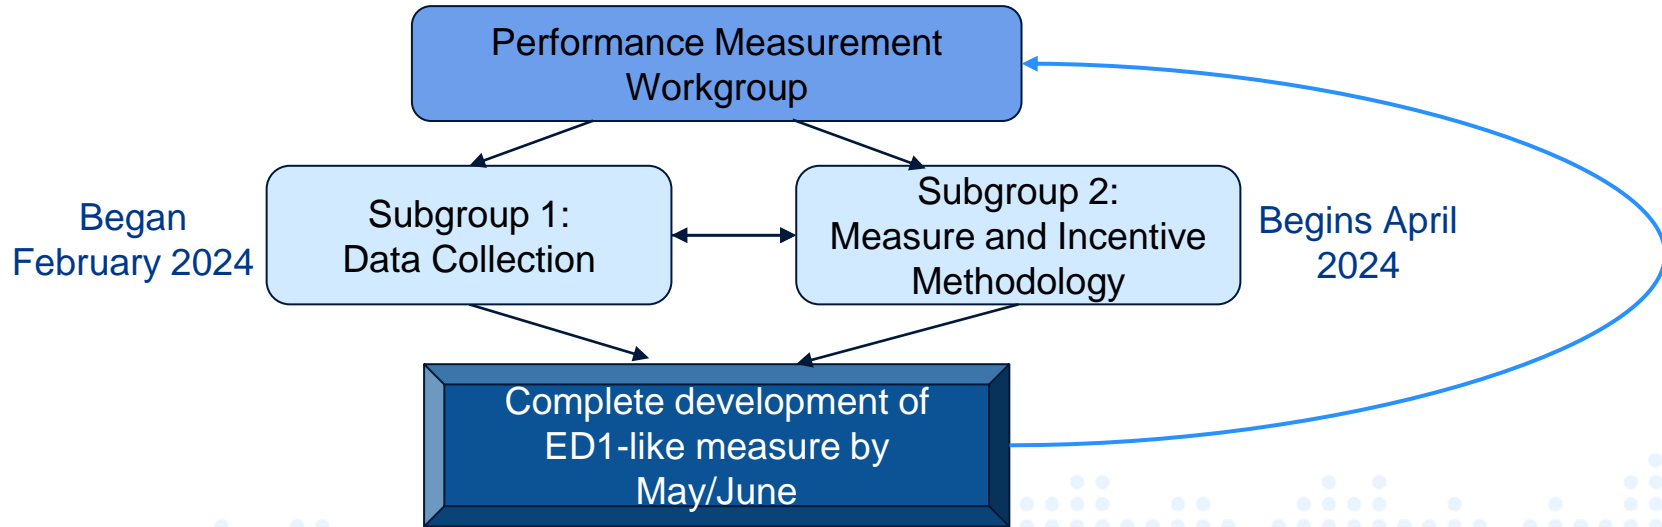 Performance Measurement
Workgroup
Began
February 2024
Subgroup 1:
Data Collection
Subgroup 2:
Measure and Incentive
Methodology
Begins April
2024
Complete development of
ED1-like measure by
May/June